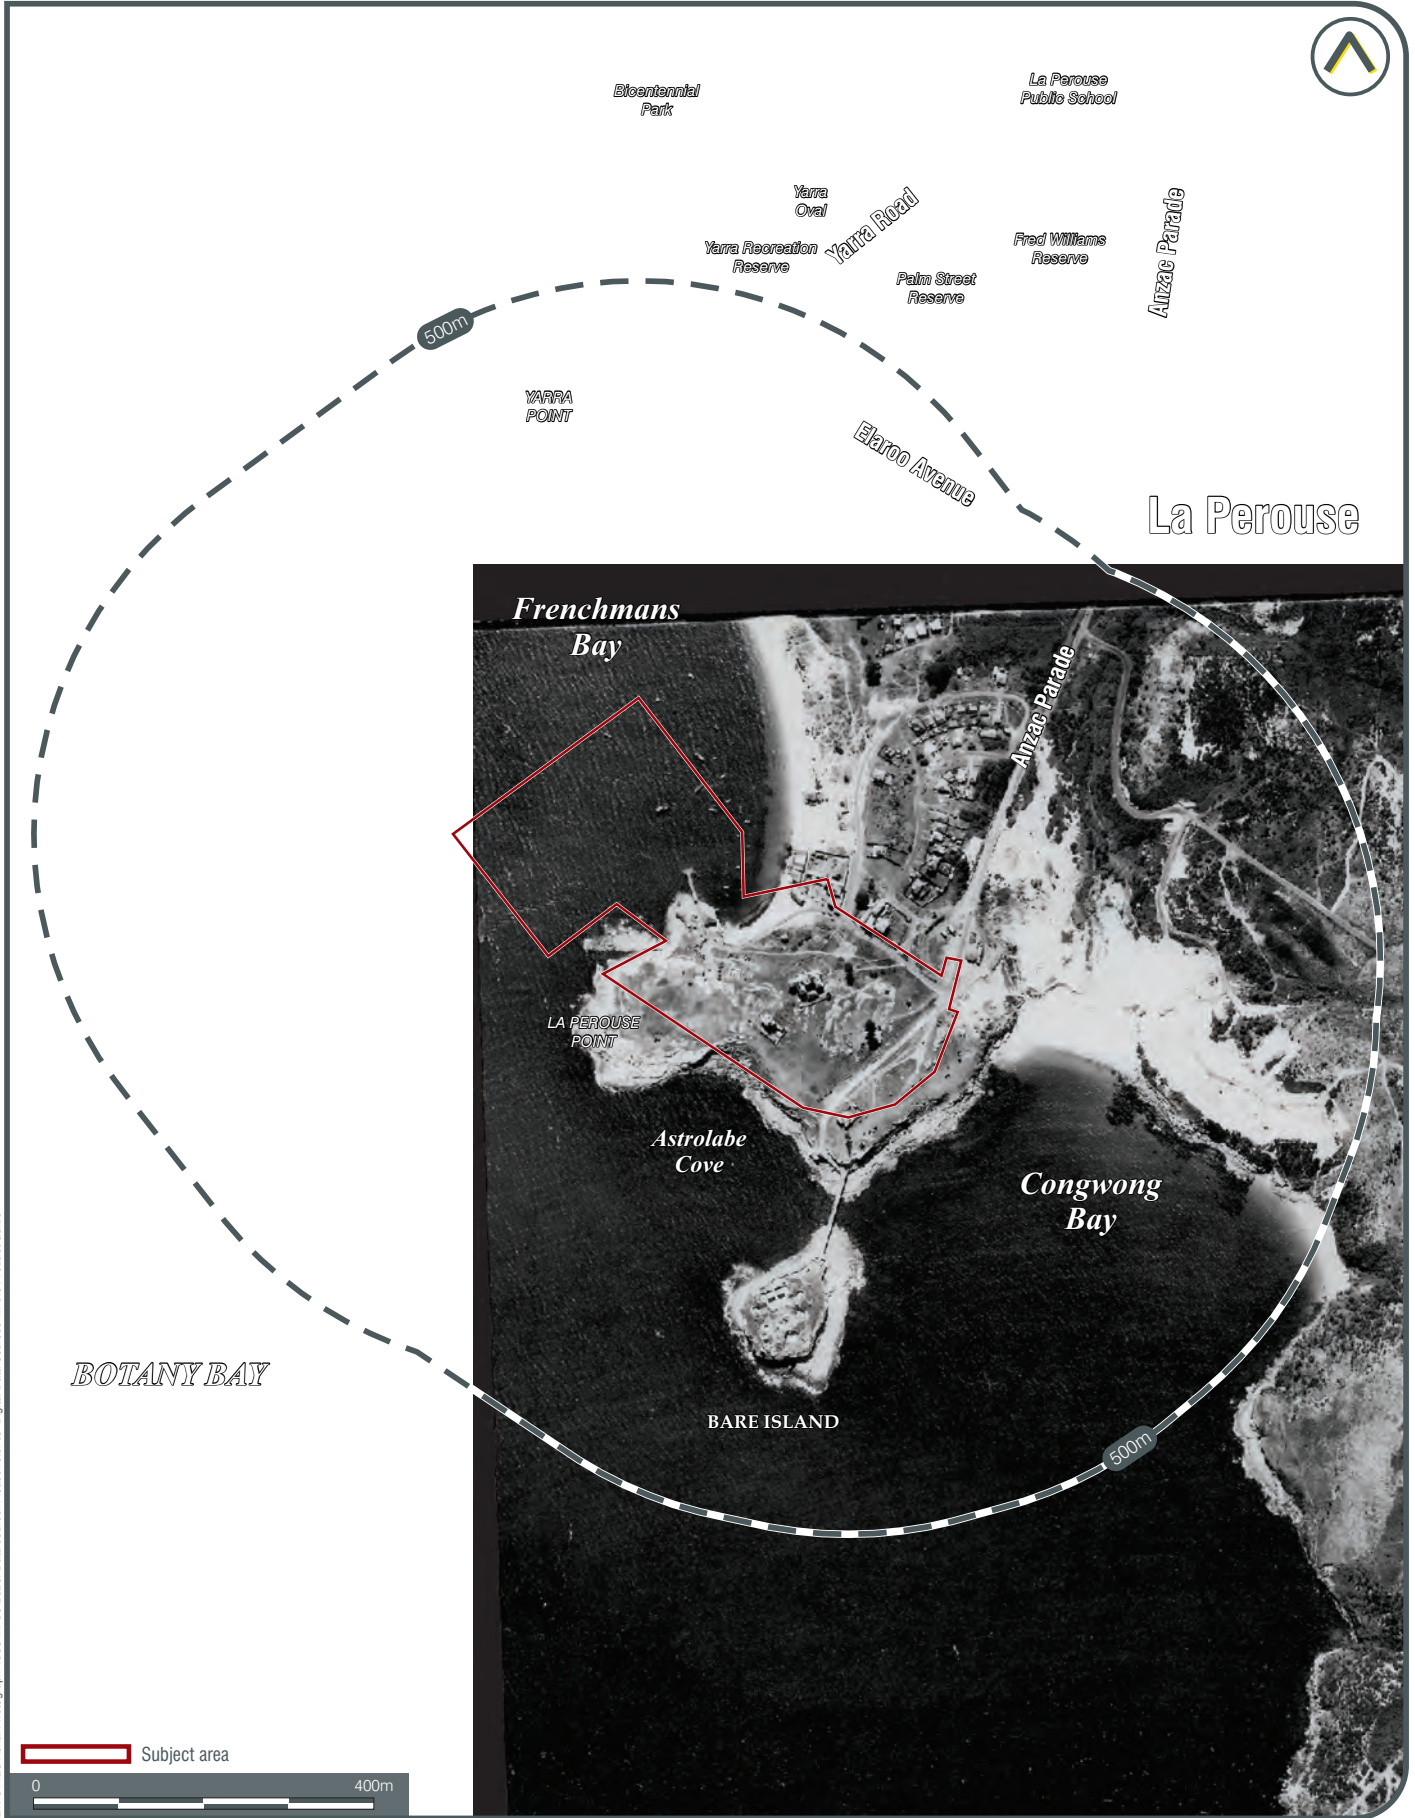 Bicentennial
Park
La Perouse
Public School
Yarra
Oval
Yarra Road
Anzac Parade
Yarra Recreation
Reserve
Fred Williams
Reserve
Palm Street
Reserve
500m
YARRA
POINT
Elaroo Avenue
La Perouse
Frenchmans
Bay
Anzac Parade
LA PEROUSE
POINT
Astrolabe
Cove
Congwong
Bay
BOTANY BAY
BARE ISLAND
500m
Subject area
0 400m